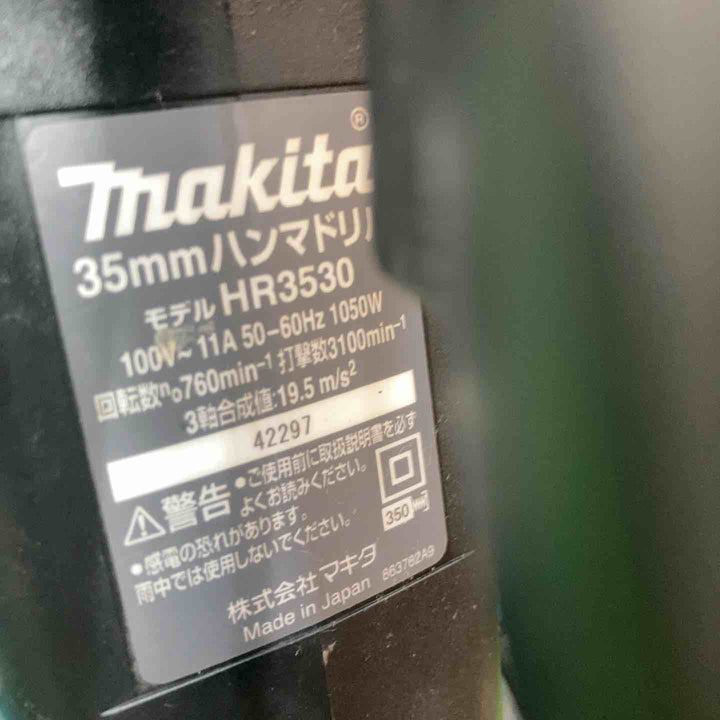 makita®
35mmハンマドリル
モデル HR3530
100V~ 11A 50-60Hz 1050W
回転数n₀760min⁻¹ 打撃数3100min⁻¹
3軸合成値:19.5 m/s²
42297
⚠警告 •ご使用前に取扱説明書を必ず
よくお読みください。
•感電の恐れがあります。
雨中では使用しないでください。
350
株式会社 マキタ
Made in Japan 863782A9